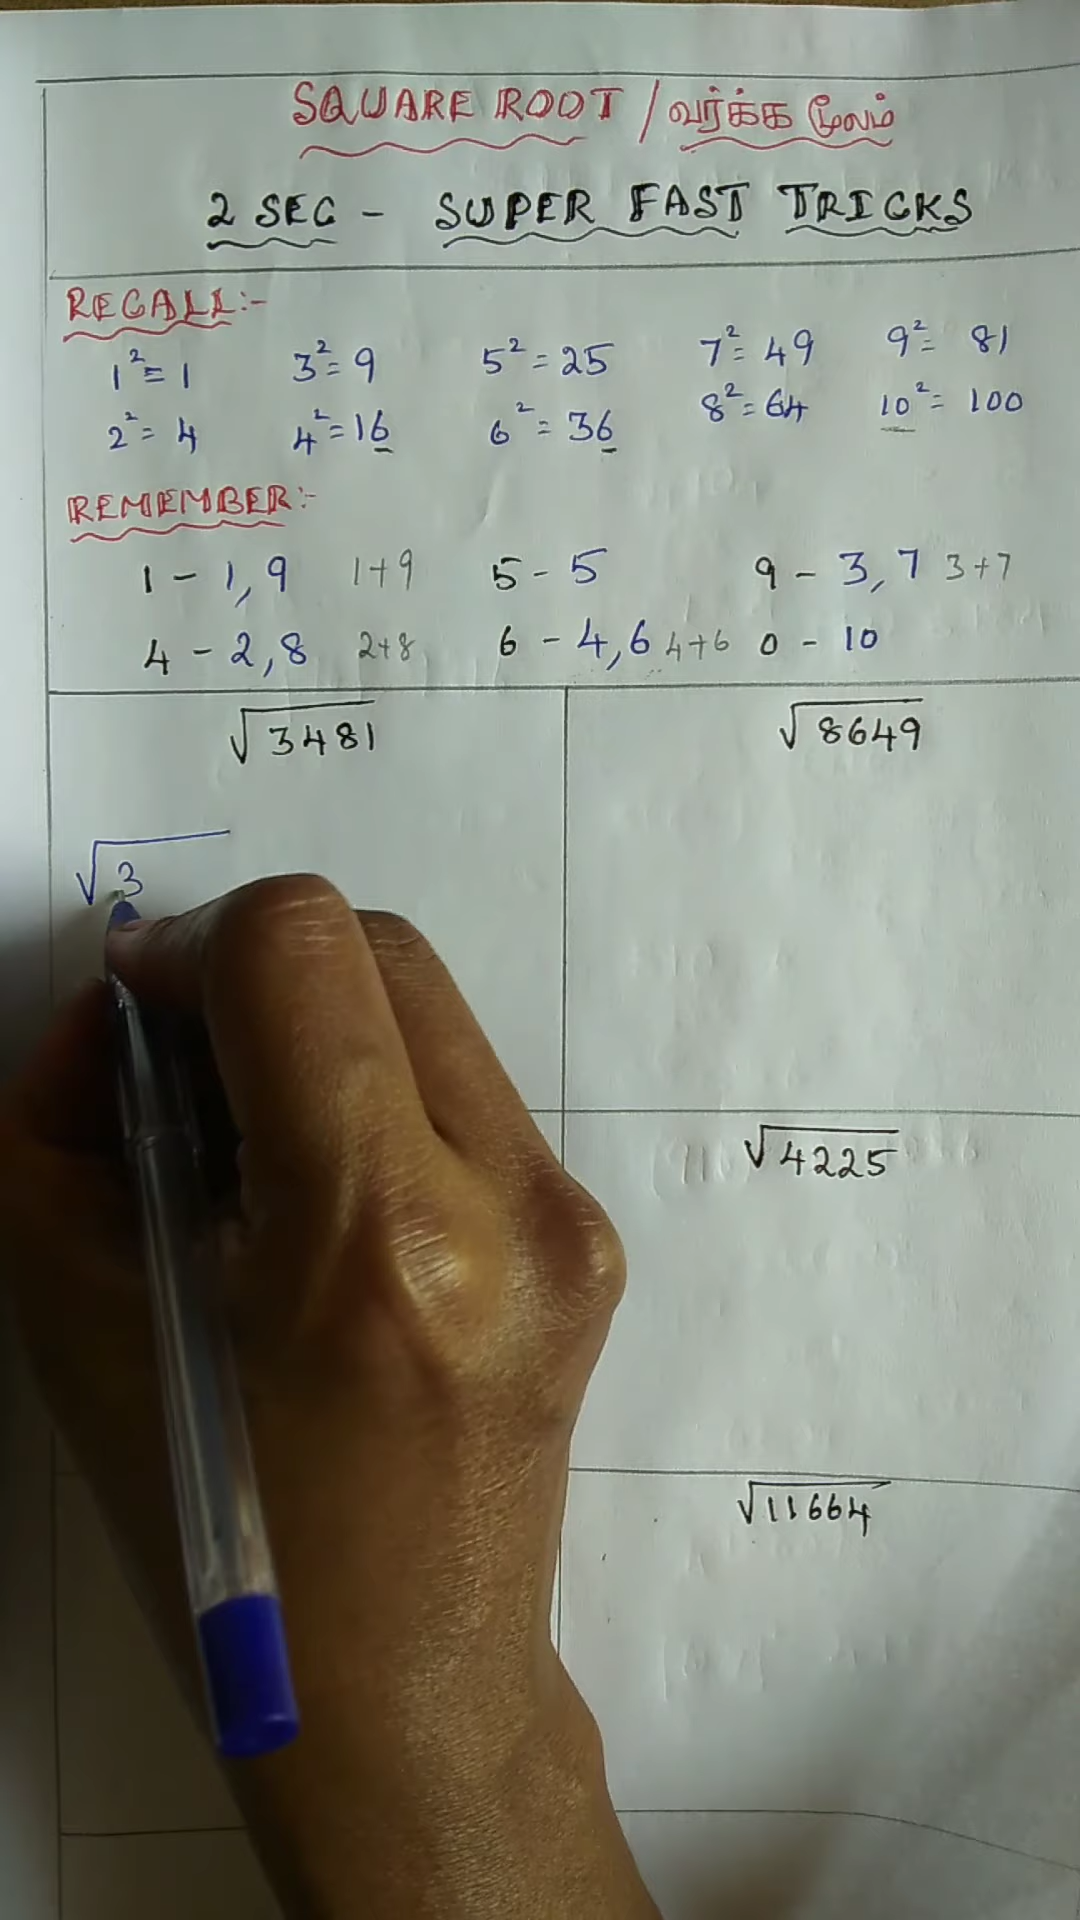 SQUARE ROOT / வர்க்க மூலம்
2 SEC - SUPER FAST TRICKS
RECALL:-
1²=1 3²=9 5²=25 7²=49 9²=81
2²=4 4²=16 6²=36 8²=64 10²=100
REMEMBER:-
1 - 1, 9 1+9 5 - 5 9 - 3, 7 3+7
4 - 2, 8 2+8 6 - 4, 6 4+6 0 - 10
√3481 √8649
√3
√4225
√11664